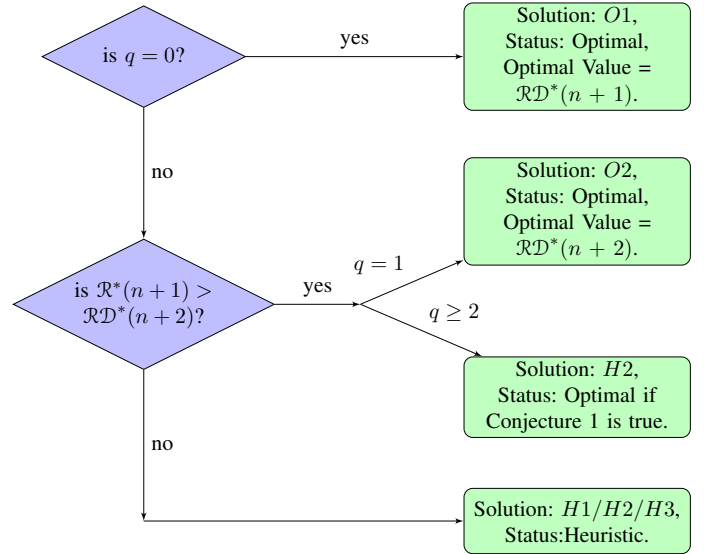 is q = 0?
yes
Solution: O1,
Status: Optimal,
Optimal Value =
ℛ𝒟*(n + 1).
no
Solution: O2,
Status: Optimal,
Optimal Value =
ℛ𝒟*(n + 2).
is ℛ*(n+1) >
ℛ𝒟*(n+2)?
yes
q = 1
q ≥ 2
Solution: H2,
Status: Optimal if
Conjecture 1 is true.
no
Solution: H1/H2/H3,
Status:Heuristic.